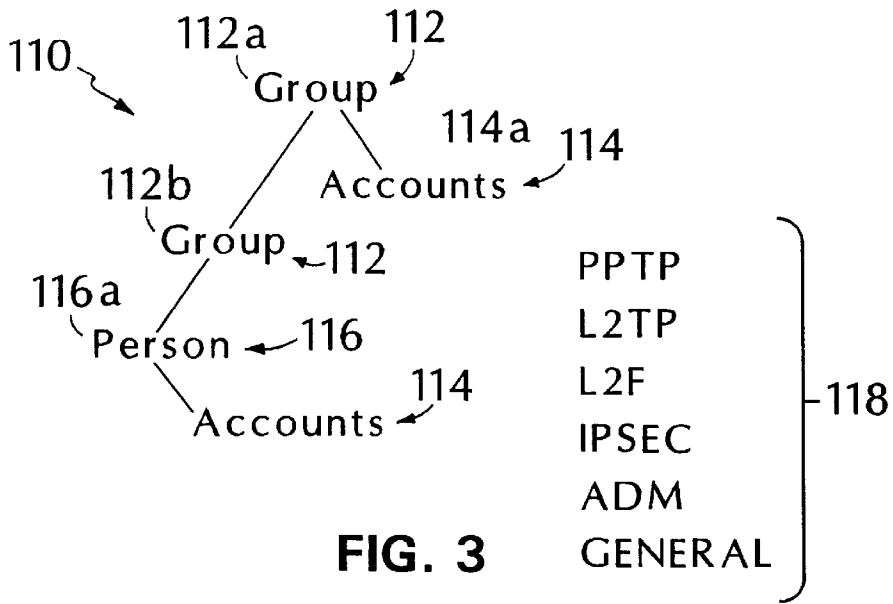 112a 112
110
Group
114a 114
Accounts
112b
Group 112
PPTP
116a
L2TP
Person 116
L2F
114
118
Accounts
IPSEC
ADM
GENERAL
FIG. 3